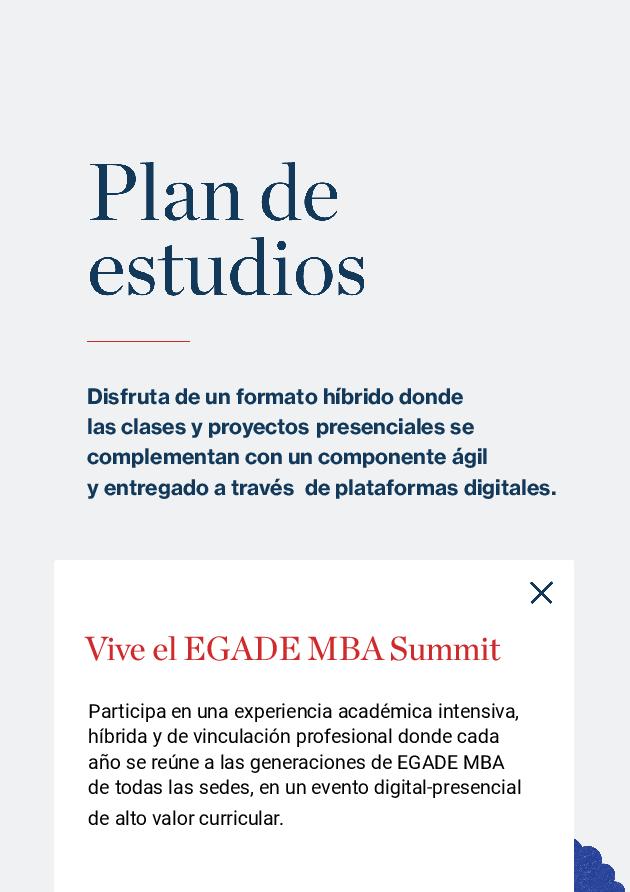 Plan de
estudios
Disfruta de un formato híbrido donde
las clases y proyectos presenciales se
complementan con un componente ágil
y entregado a través  de plataformas digitales.
Vive el EGADE MBA Summit
Participa en una experiencia académica intensiva,
híbrida y de vinculación profesional donde cada
año se reúne a las generaciones de EGADE MBA
de todas las sedes, en un evento digital-presencial
de alto valor curricular.